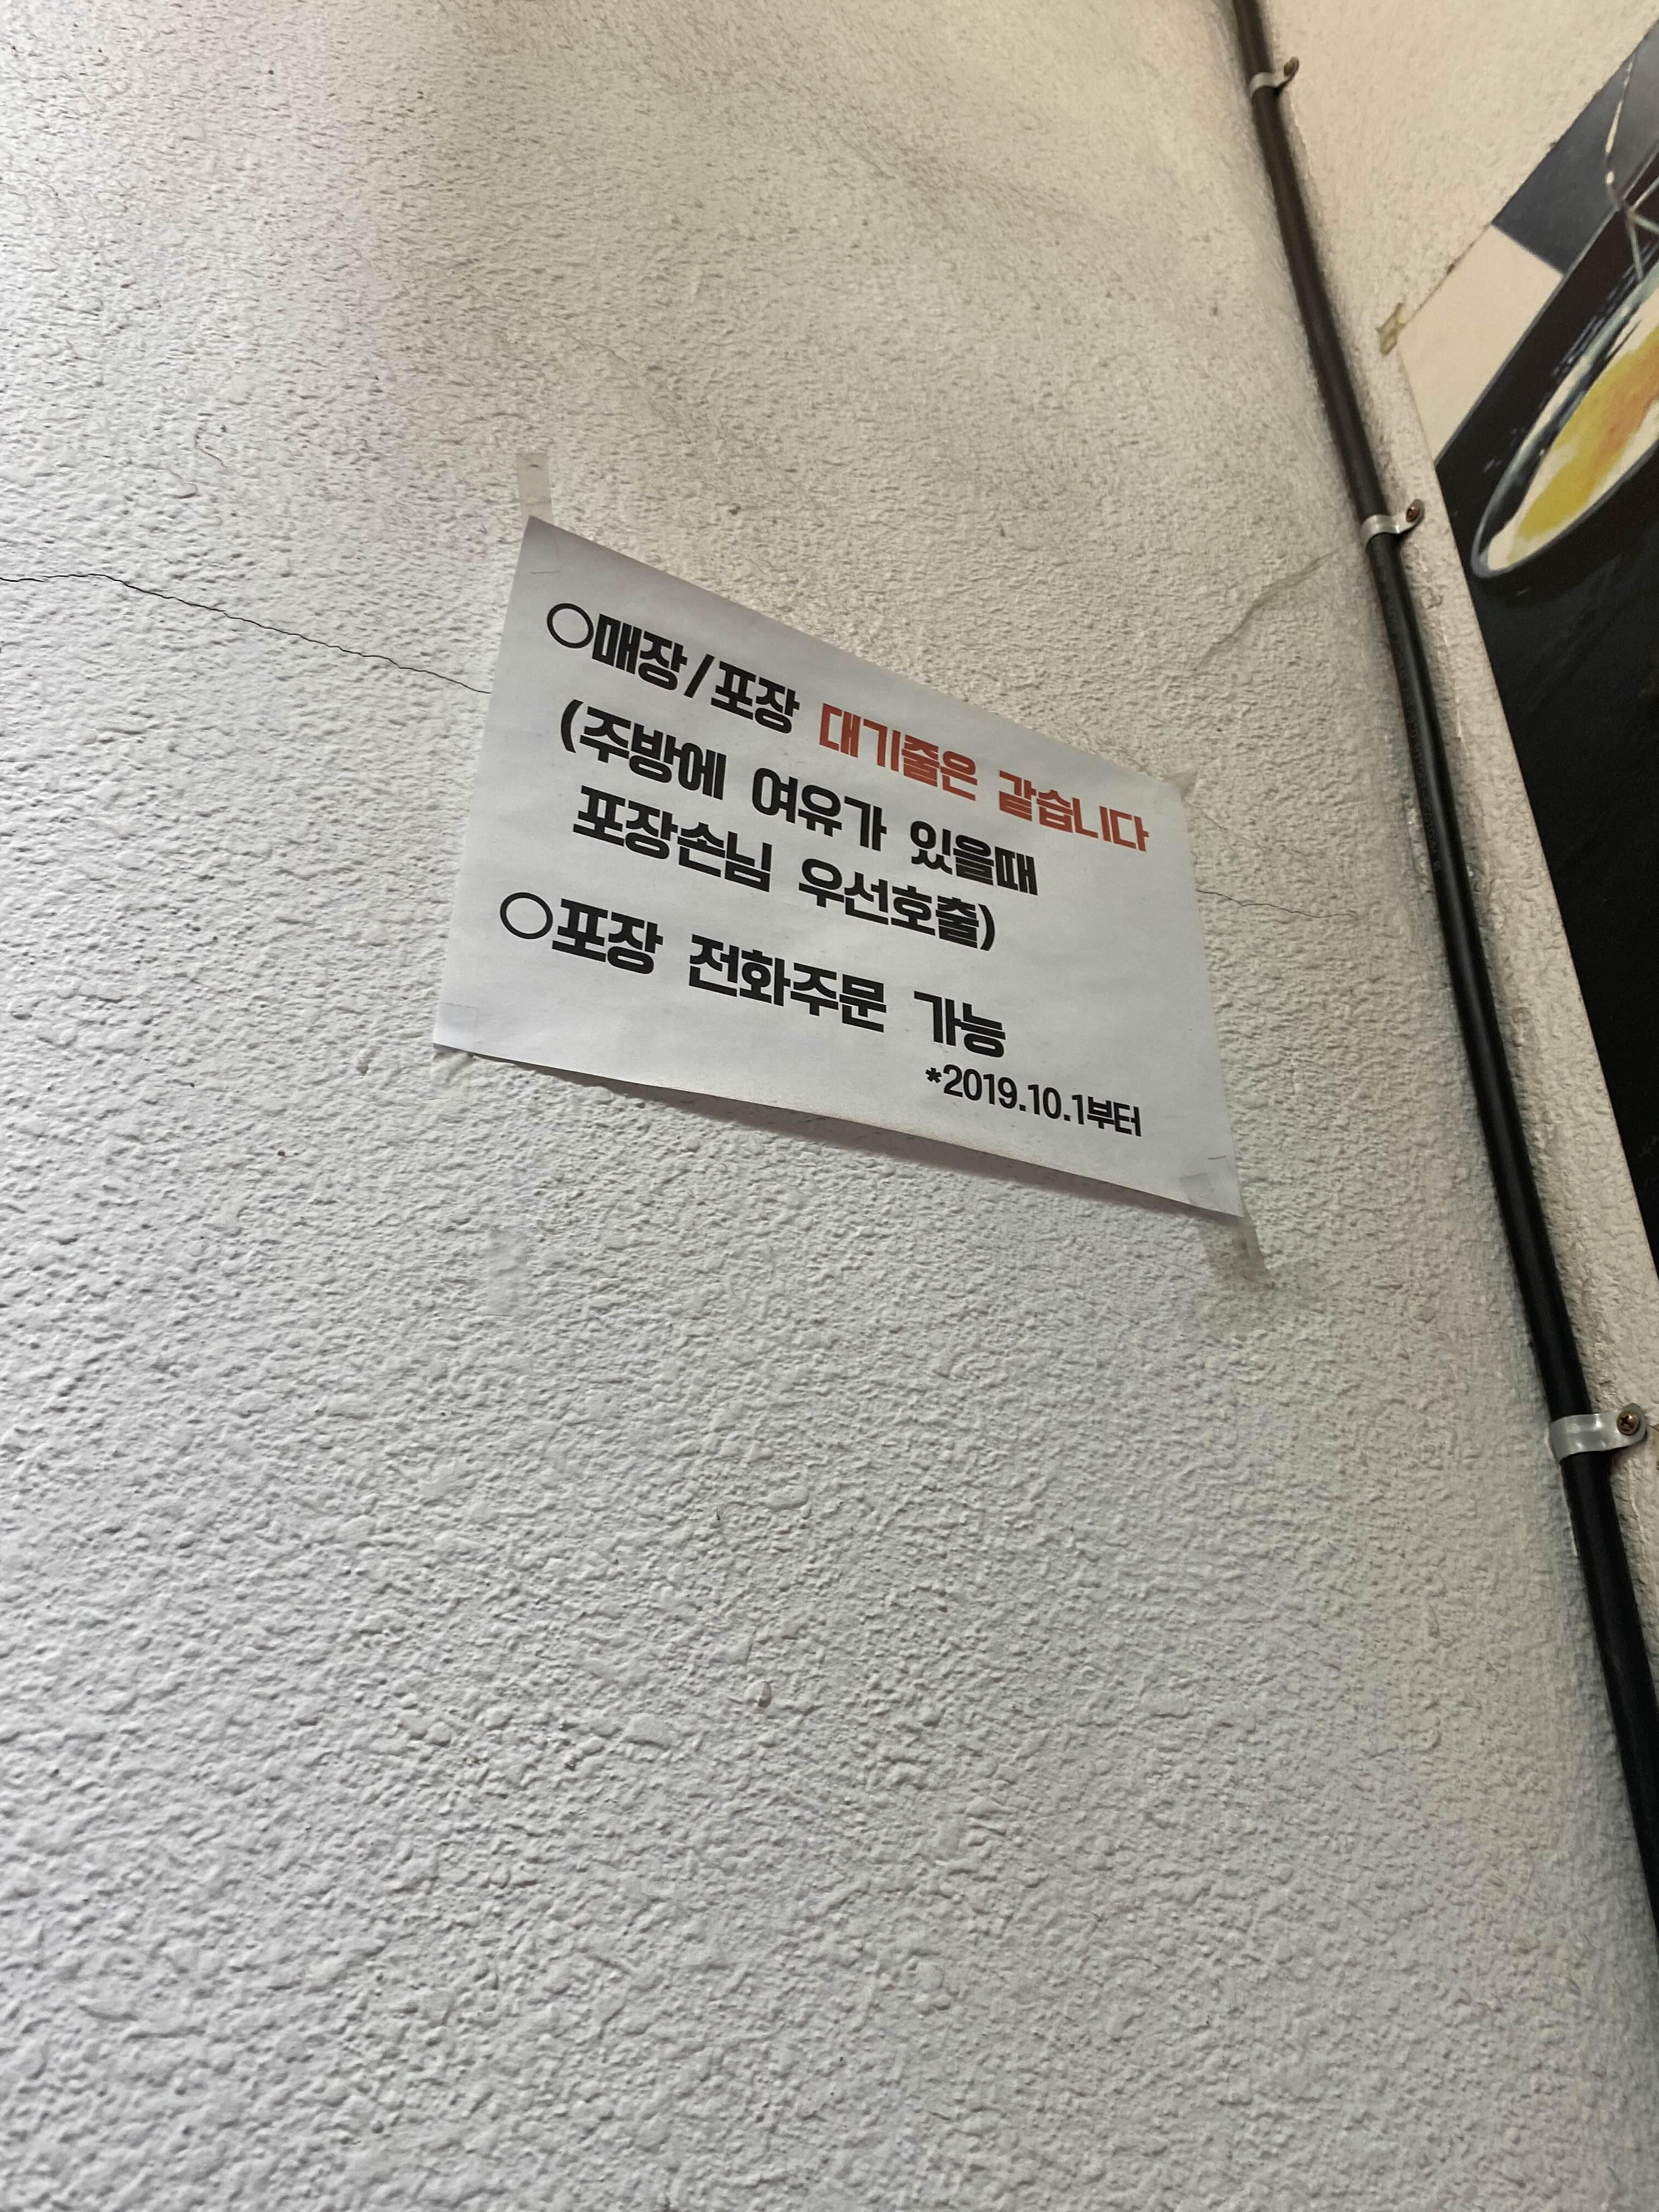 ○매장/포장 대기줄은 같습니다
(주방에 여유가 있을때
포장손님 우선호출)
○포장 전화주문 가능
*2019.10.1부터